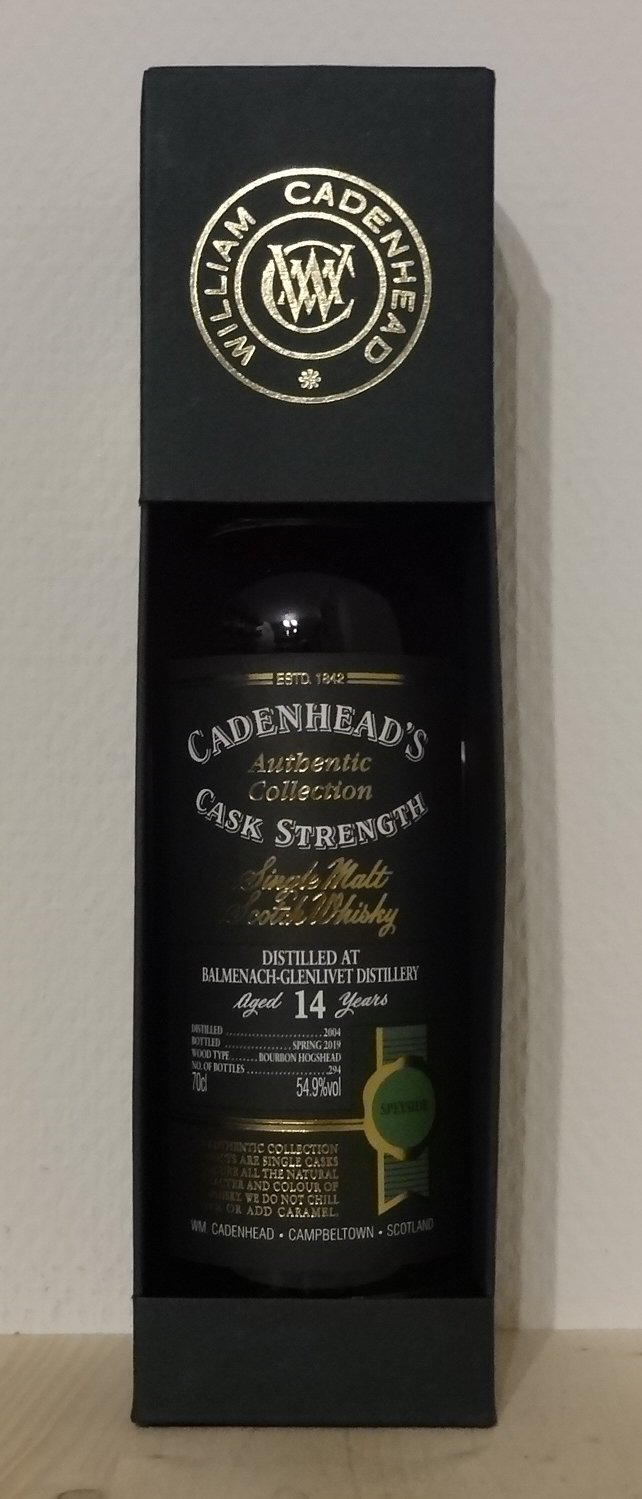 WILLIAM CADENHEAD
WC
ESTD. 1842
CADENHEAD'S
Authentic
Collection
CASK STRENGTH
Single Malt
Scotch Whisky
DISTILLED AT
BALMENACH-GLENLIVET DISTILLERY
Aged 14 Years
DISTILLED ........................ 2004
BOTTLED ................ SPRING 2019
WOOD TYPE ....... BOURBON HOGSHEAD
NO. OF BOTTLES ..................... 294
70cl 54.9%vol
SPEYSIDE
COLLECTION
ARE SINGLE CASKS
ALL THE NATURAL
AND COLOUR OF
WE DO NOT CHILL
OR ADD CARAMEL.
WM. CADENHEAD • CAMPBELTOWN • SCOTLAND